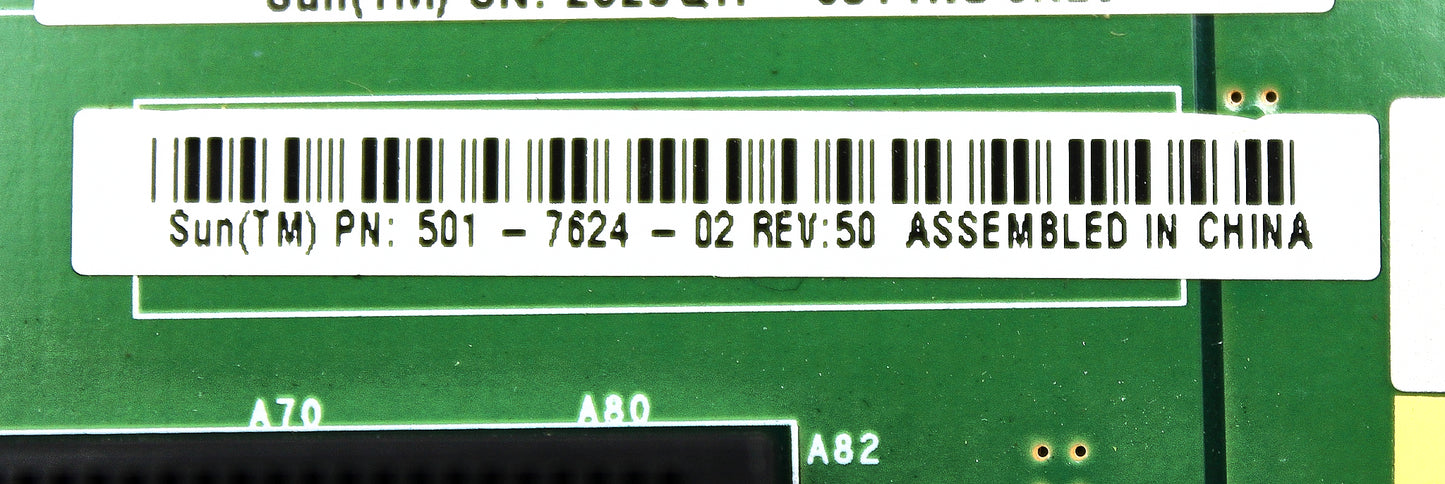 Sun(TM) PN: 501 - 7624 - 02 REV:50 ASSEMBLED IN CHINA
A70
A80
A82